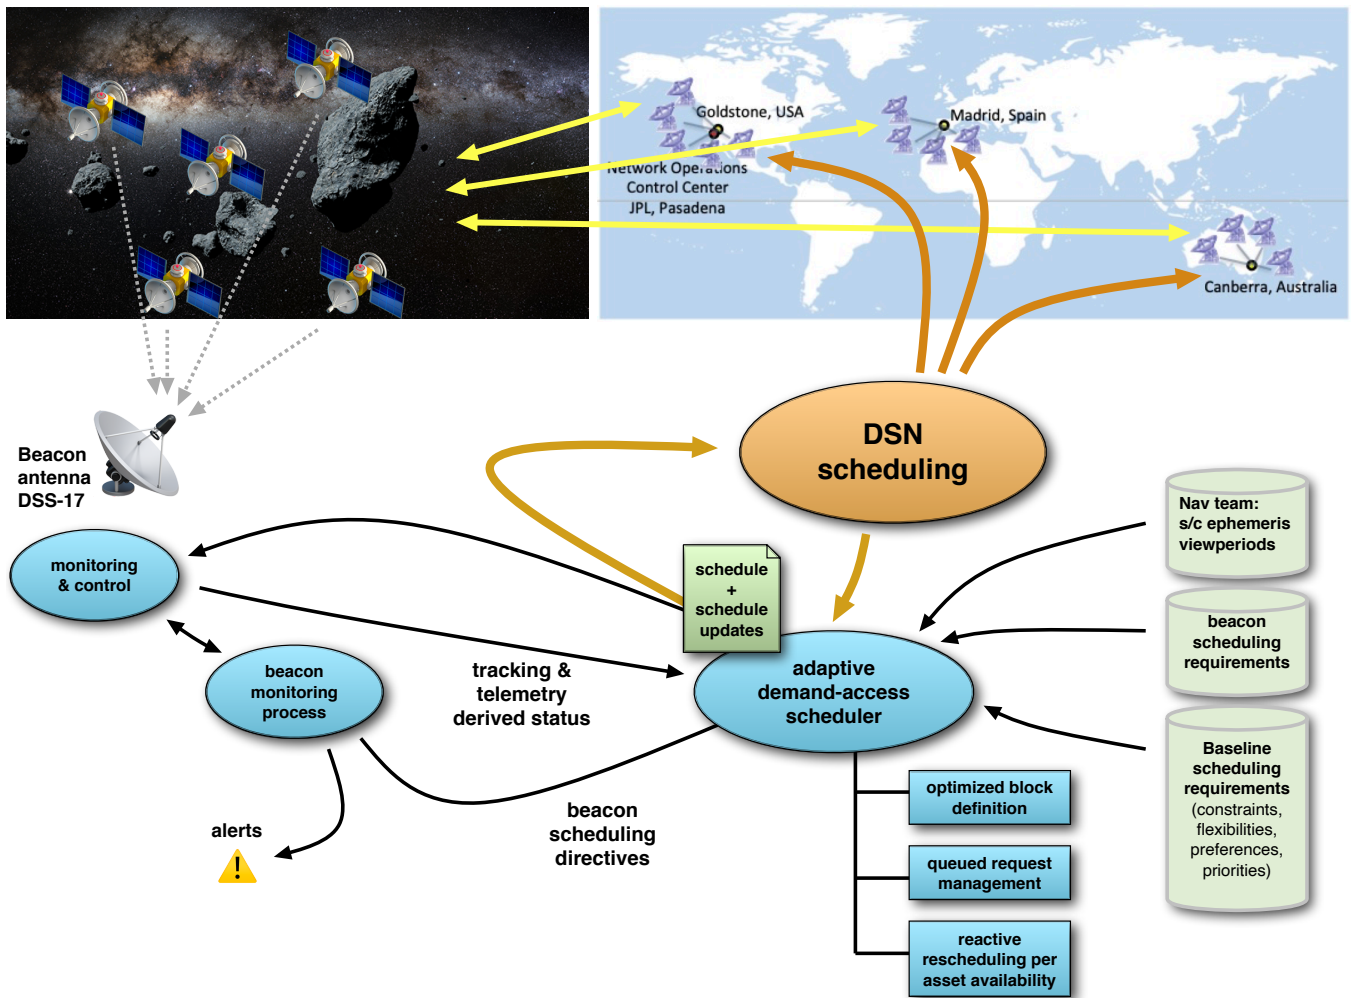 Goldstone, USA
Madrid, Spain
Network Operations
Control Center
JPL, Pasadena
Canberra, Australia
Beacon
antenna
DSS-17
DSN
scheduling
Nav team:
s/c ephemeris
viewperiods
monitoring
& control
schedule
+
schedule
updates
beacon
scheduling
requirements
beacon
monitoring
process
tracking &
telemetry
derived status
adaptive
demand-access
scheduler
Baseline
scheduling
requirements
(constraints,
flexibilities,
preferences,
priorities)
optimized block
definition
alerts
beacon
scheduling
directives
queued request
management
reactive
rescheduling per
asset availability